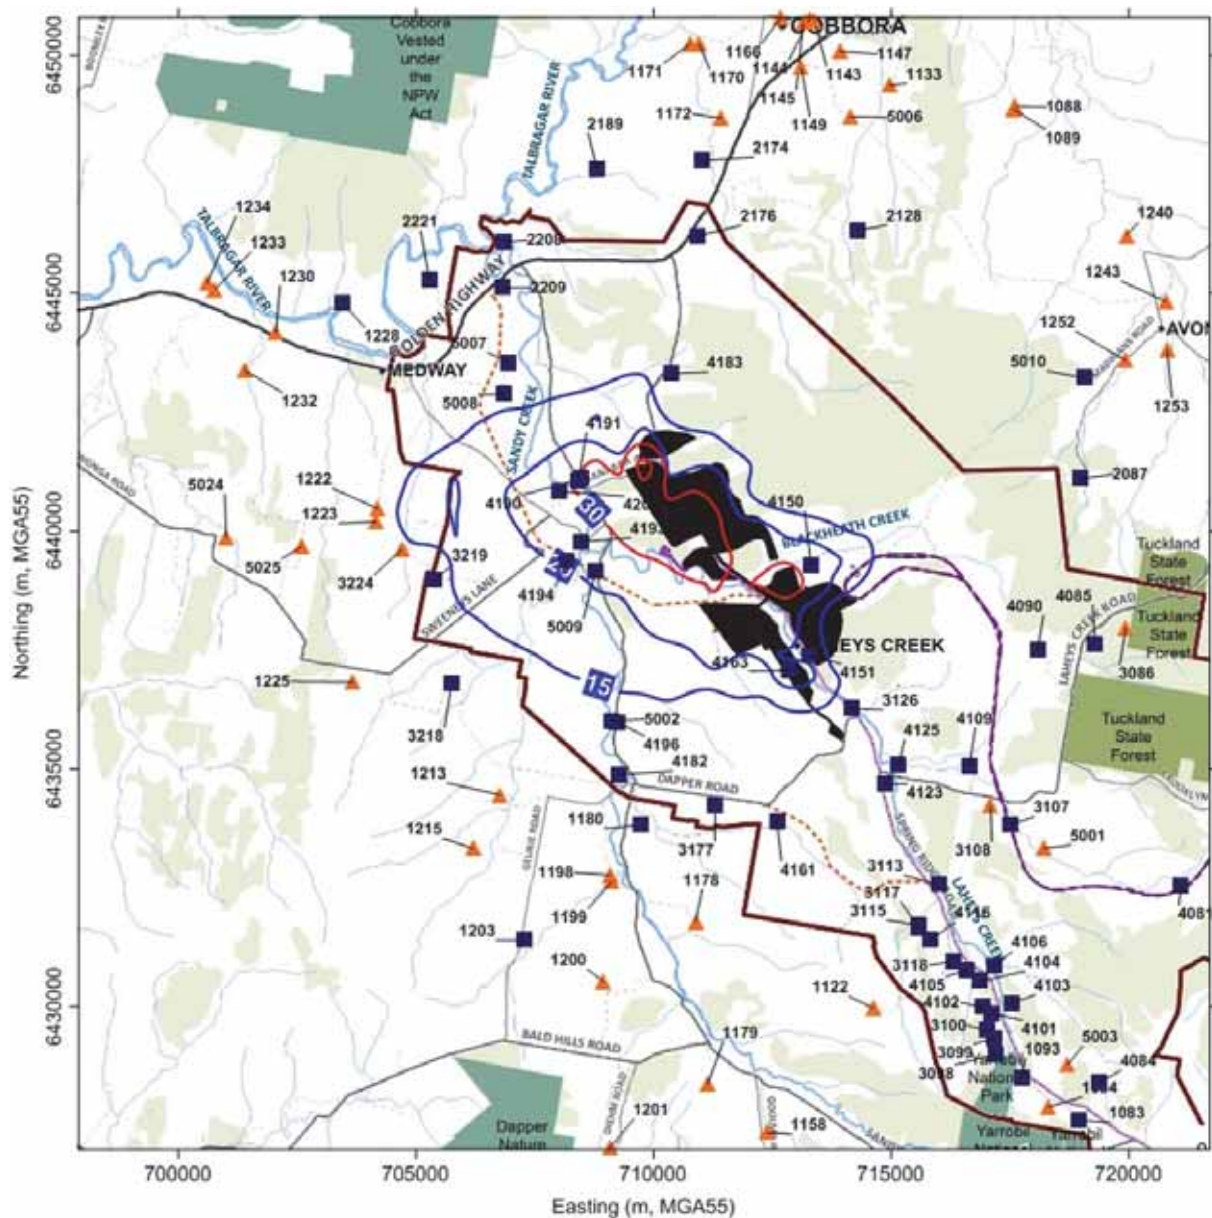 Cobbora
Vested
under
the
NPW
Act
COBBORA
1166
1147
1171
1170
1144
1143
1133
1145
1172
1149
5006
1088
1089
2189
TALBRAGAR RIVER
2174
1234
1233
1230
TALBRAGAR RIVER
2221
2208
2176
2128
1240
1243
2209
GOLDEN HIGHWAY
1228
5007
MEDWAY
1252
AVON
5010
4183
1232
5008
SANDY CREEK
1253
4191
5024
1222
1223
4190
30
4150
2087
BLACKHEATH CREEK
5025
3224
3219
SWEENEYS LANE
4194
5009
Tuckland
State
Forest
4090
4085
LAHEYS CREEK ROAD
Tuckland
State
Forest
3086
EYS CREEK
4163
4151
15
1225
3218
3126
5002
4196
4125
4109
Tuckland
State
Forest
4182
DAPPER ROAD
4123
1213
1180
3177
4161
3107
3108
5001
1215
1198
1199
1178
3113
3117
3115
4116
LAHEYS CREEK
4081
1203
1200
3118
4106
4104
4105
4103
4102
4101
3100
3099
1093
3098
1122
1179
BALD HILLS ROAD
5003
4084
Yarrobil
National
Park
1083
1201
1158
Dapper
Nature
Yarrobil
Yarrobil
6450000
6445000
6440000
6435000
6430000
Northing (m, MGA55)
700000
705000
710000
715000
720000
Easting (m, MGA55)